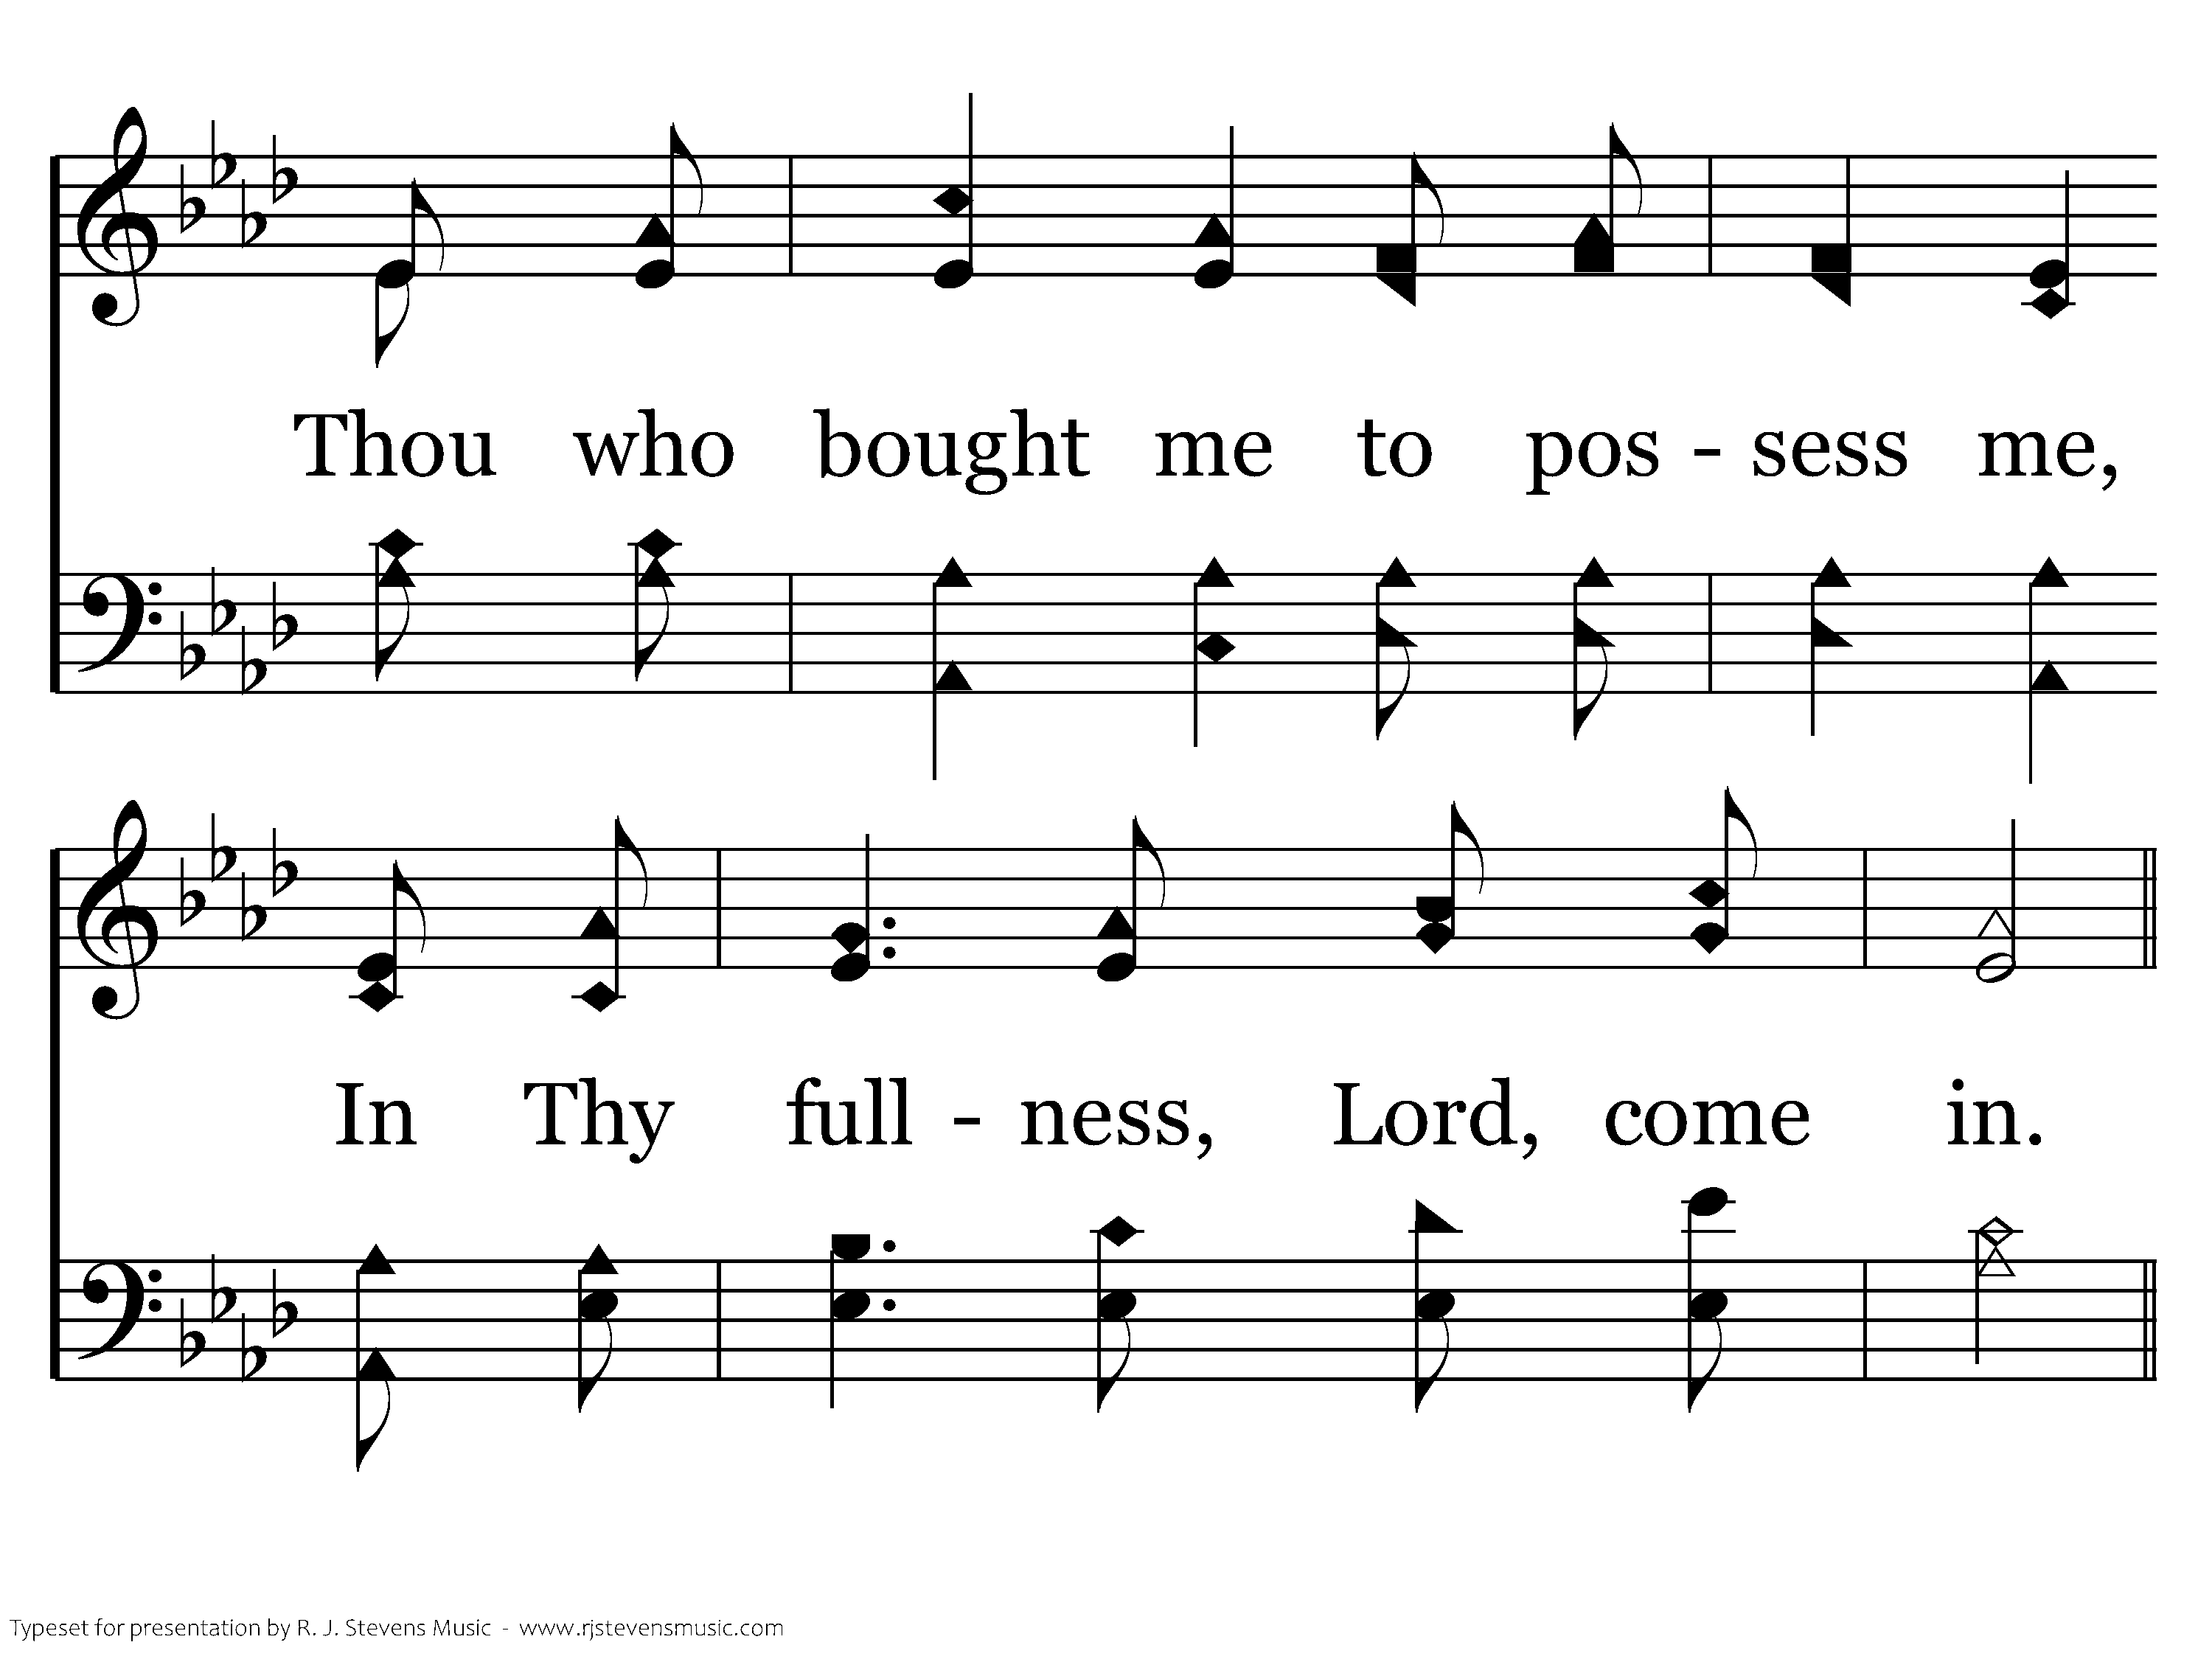 Thou who bought me to pos - sess me,
In Thy full - ness, Lord, come in.
Typeset for presentation by R. J. Stevens Music - www.rjstevensmusic.com